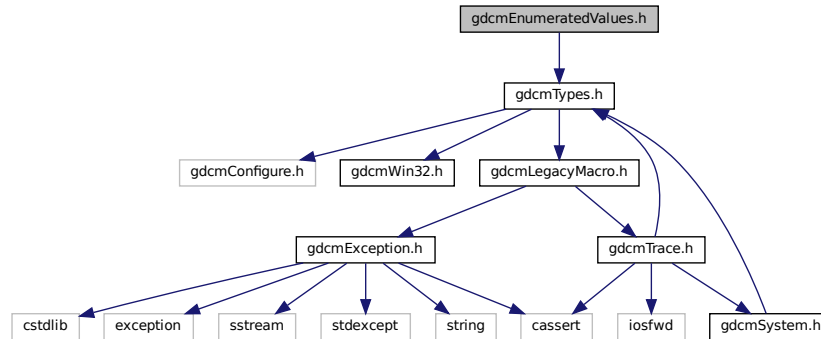 gdcmEnumeratedValues.h
gdcmTypes.h
gdcmConfigure.h
gdcmWin32.h
gdcmLegacyMacro.h
gdcmException.h
gdcmTrace.h
cstdlib
exception
sstream
stdexcept
string
cassert
iosfwd
gdcmSystem.h